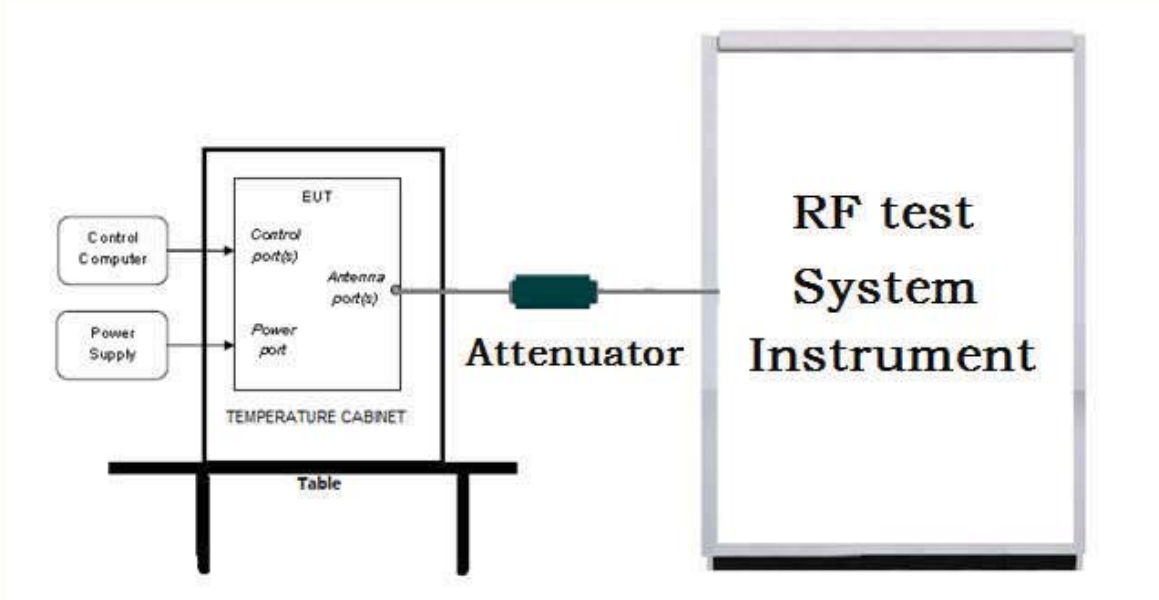 Control
Computer
Power
Supply
EUT
Control
port(s)
Antenna
port(s)
Power
port
TEMPERATURE CABINET
Table
Attenuator
RF test
System
Instrument